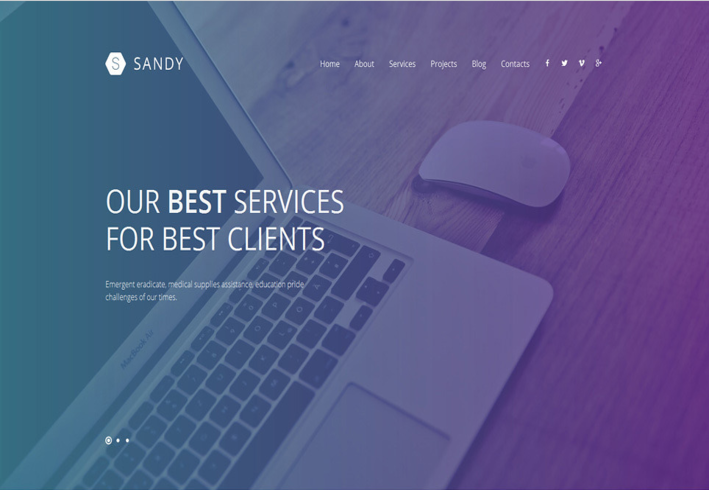 S SANDY
Home About Services Projects Blog Contacts
OUR BEST SERVICES
FOR BEST CLIENTS
Emergent eradicate, medical supplies assistance, education pride
challenges of our times.
MacBook Air